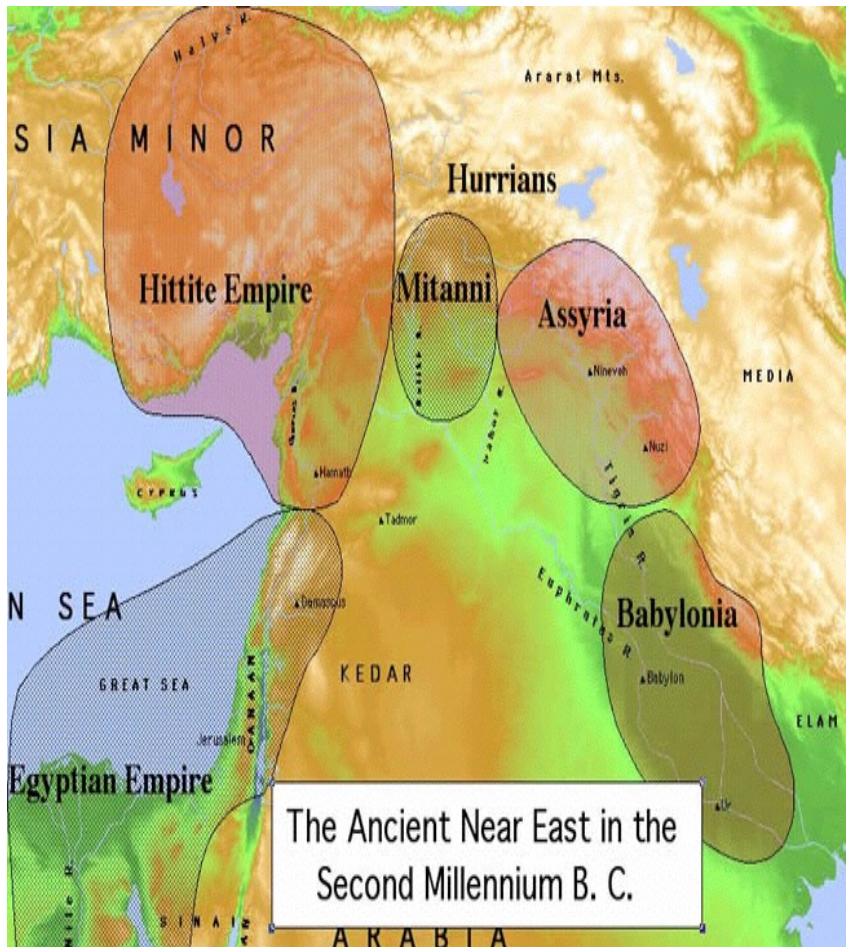 Halys R.
Ararat Mts.
SIA MINOR
Hurrians
Hittite Empire
Mitanni
Assyria
Nineveh
MEDIA
Nuzi
Hamath
CYPRUS
Tadmor
Tigris R.
Euphrates R.
N SEA
Damascus
Babylonia
KEDAR
GREAT SEA
CANAAN
Babylon
ELAM
Jerusalem
Egyptian Empire
Ur
The Ancient Near East in the
Second Millennium B. C.
Nile R.
SINAI
ARABIA